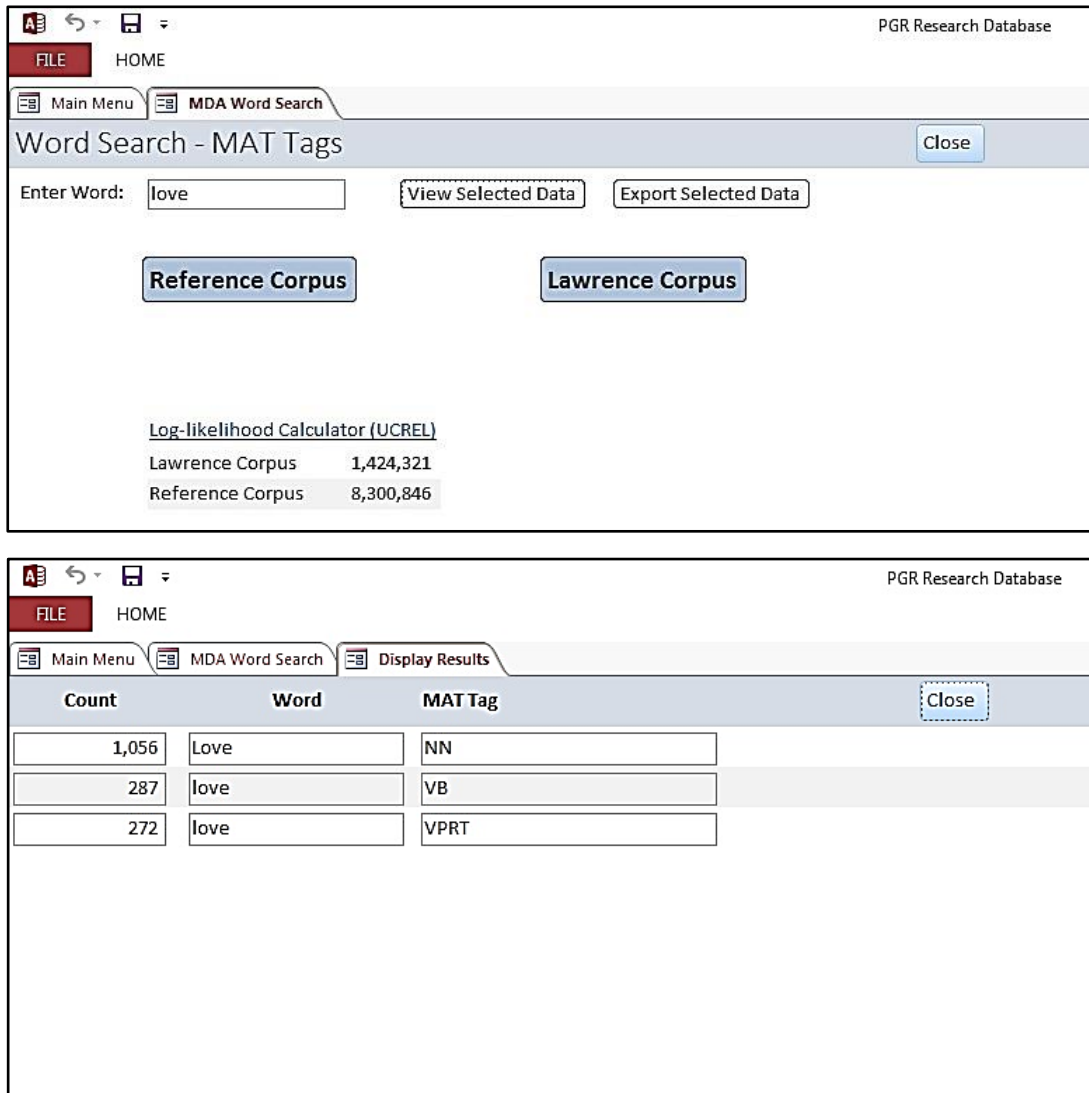 PGR Research Database
FILE HOME
Main Menu MDA Word Search
Word Search - MAT Tags Close
Enter Word: love View Selected Data Export Selected Data
Reference Corpus Lawrence Corpus
Log-likelihood Calculator (UCREL)
Lawrence Corpus 1,424,321
Reference Corpus 8,300,846
PGR Research Database
FILE HOME
Main Menu MDA Word Search Display Results
Count Word MAT Tag Close
1,056 Love NN
287 love VB
272 love VPRT